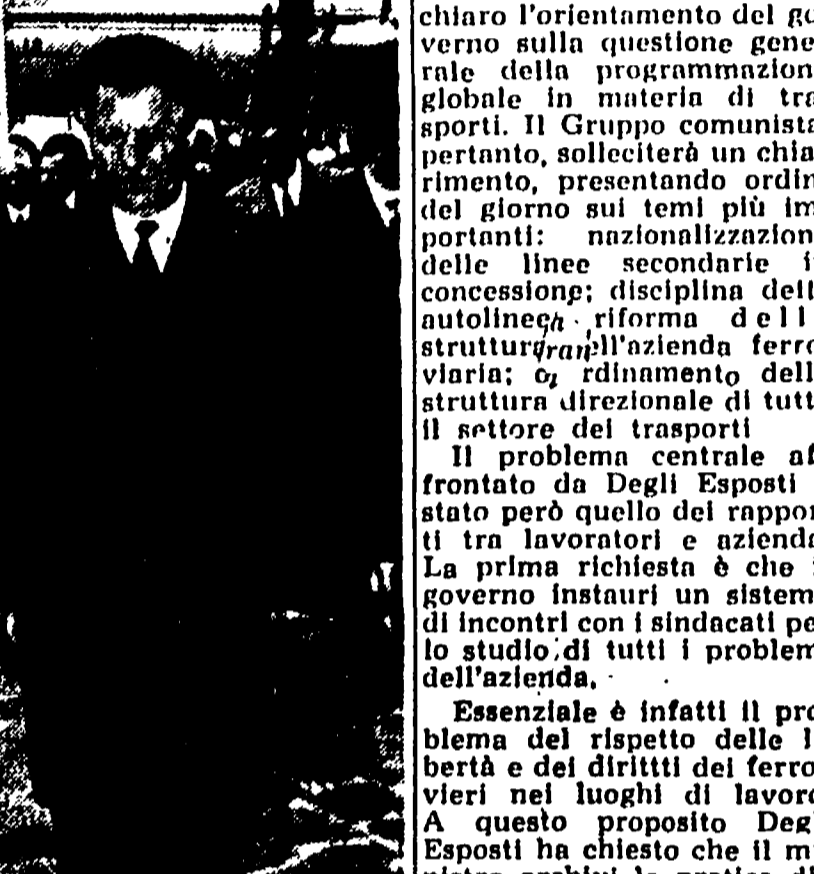 chiaro l'orientamento del go
verno sulla questione gene
rale della programmazion
globale in materia di tra
sporti. Il Gruppo comunista
pertanto, solleciterà un chia
rimento, presentando ordin
del giorno sui temi più im
portanti: nazionalizzazion
delle linee secondarie i
concessione; disciplina dell
autolinee riforma dell
struttur ell'azienda ferro
viaria; rdinamento dell
struttura direzionale di tutt
il settore dei trasporti
Il problema centrale af
frontato da Degli Esposti
stato però quello dei rappor
ti tra lavoratori e azienda
La prima richiesta è che i
governo instauri un sistem
di incontri con i sindacati pe
lo studio di tutti i problem
dell'azienda.
Essenziale è infatti il pro
blema del rispetto delle l
bertà e dei dirittti dei ferro
vieri nei luoghi di lavoro
A questo proposito Deg
Esposti ha chiesto che il m